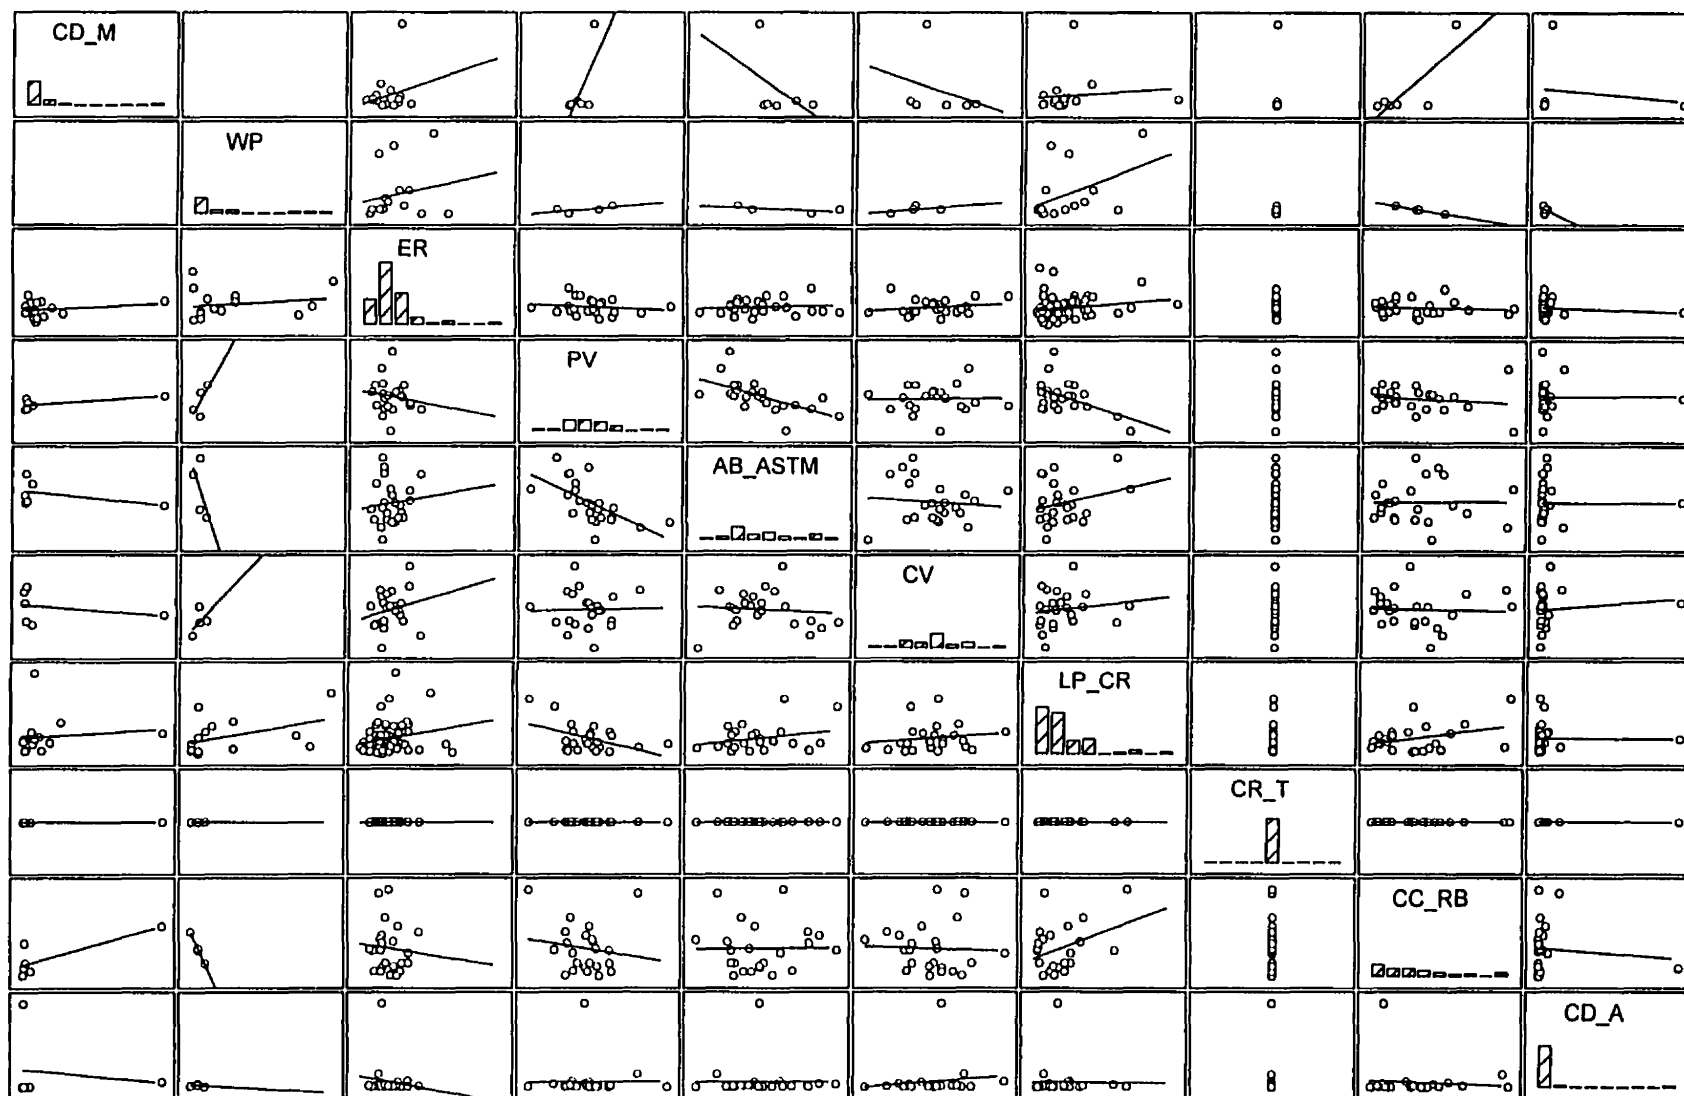 CD_M
WP
ER
PV
AB_ASTM
CV
LP_CR
CR_T
CC_RB
CD_A